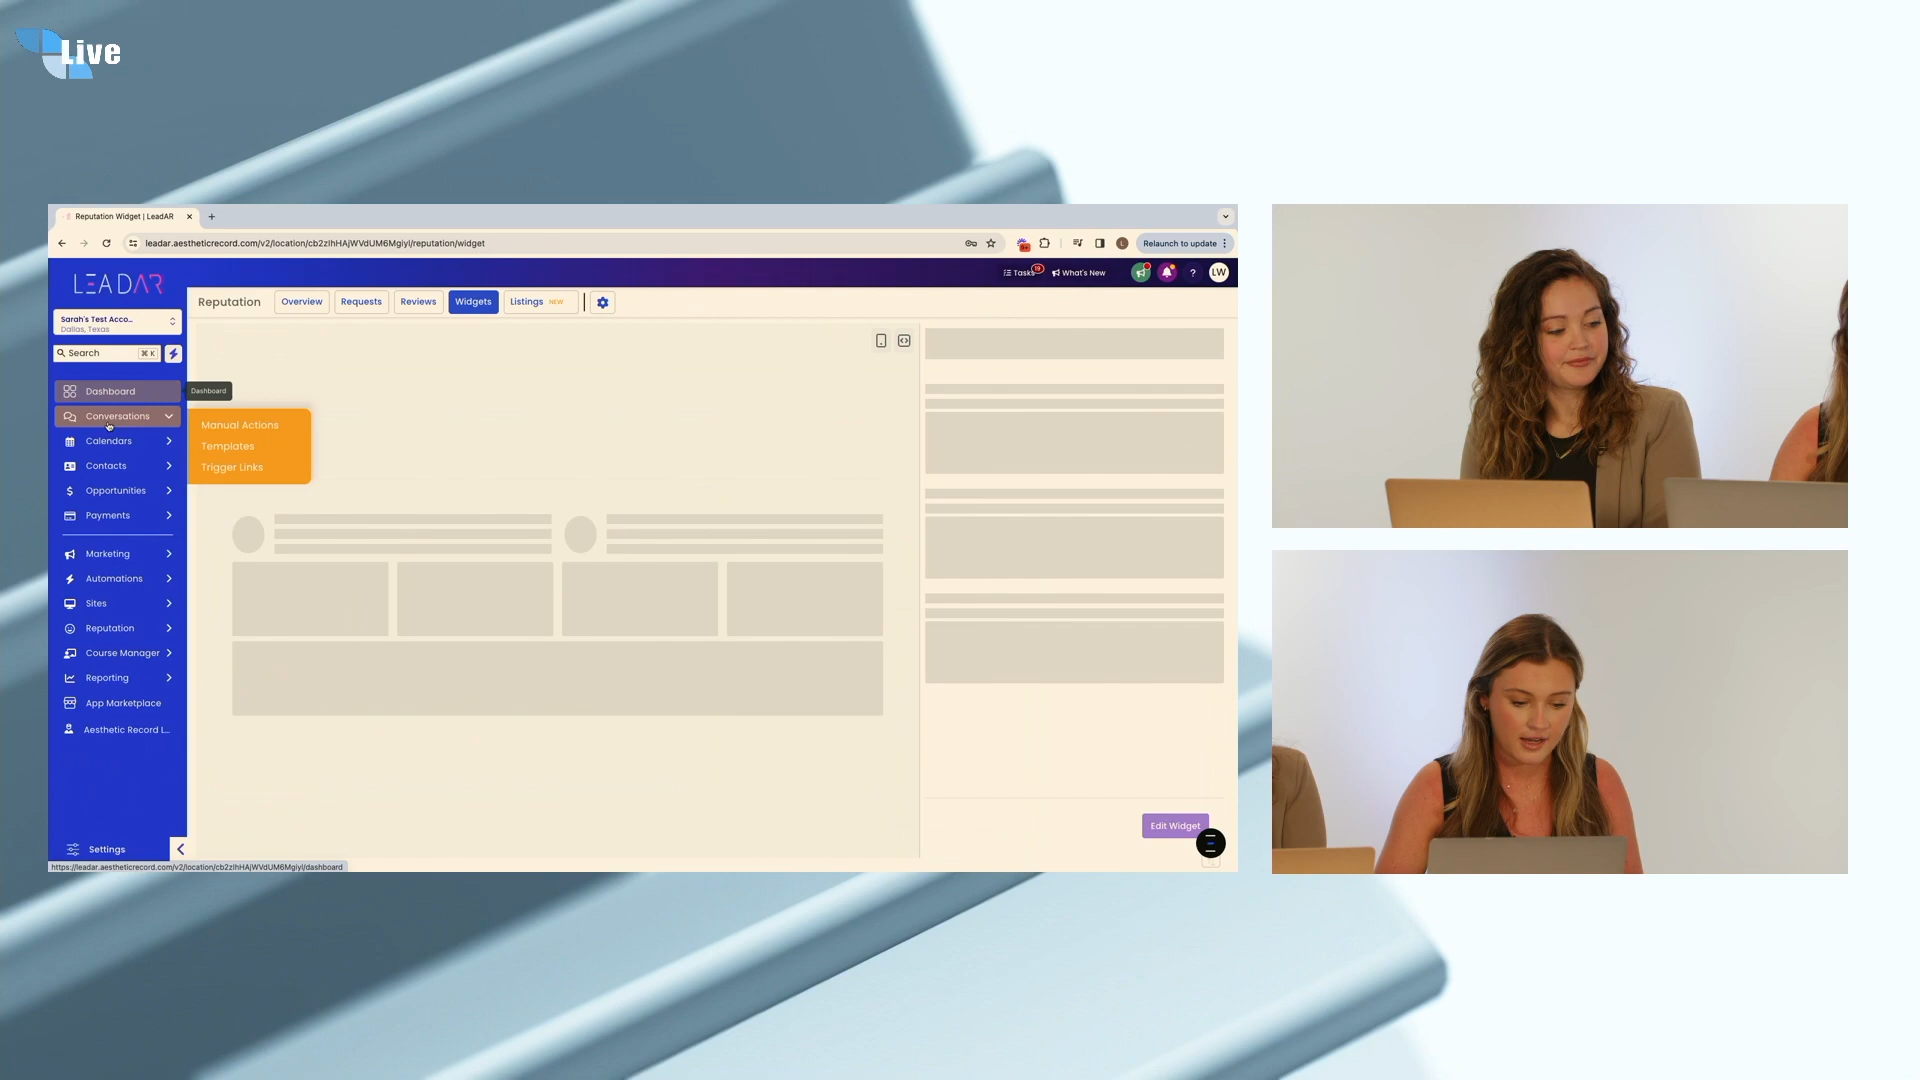 Live
Reputation Widget | LeadAR
leadar.aestheticrecord.com/v2/location/cb2zlhHAjWVdUM6Mgiyl/reputation/widget
9+
L
Relaunch to update
LEADAR
Tasks
19
What's New
?
LW
Sarah's Test Acco...
Dallas, Texas
Search
⌘ K
Reputation
Overview
Requests
Reviews
Widgets
Listings NEW
Dashboard
Dashboard
Conversations
Manual Actions
Templates
Trigger Links
Calendars
Contacts
Opportunities
Payments
Marketing
Automations
Sites
Reputation
Course Manager
Reporting
App Marketplace
Aesthetic Record L...
Settings
Edit Widget
https://leadar.aestheticrecord.com/v2/location/cb2zlhHAjWVdUM6Mgiyl/dashboard